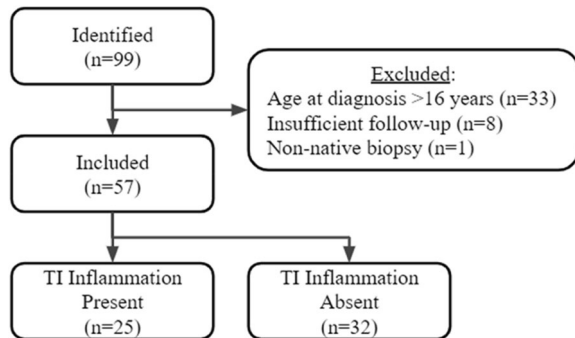 Identified
(n=99)
Excluded:
Age at diagnosis >16 years (n=33)
Insufficient follow-up (n=8)
Non-native biopsy (n=1)
Included
(n=57)
TI Inflammation
Present
(n=25)
TI Inflammation
Absent
(n=32)